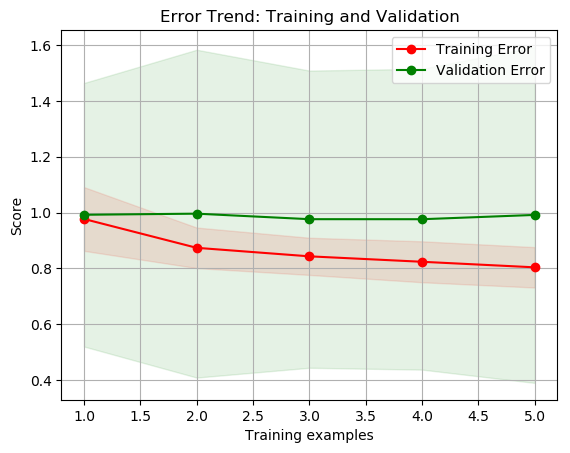 Error Trend: Training and Validation
Training Error
Validation Error
Score
1.6
1.4
1.2
1.0
0.8
0.6
0.4
1.0 1.5 2.0 2.5 3.0 3.5 4.0 4.5 5.0
Training examples